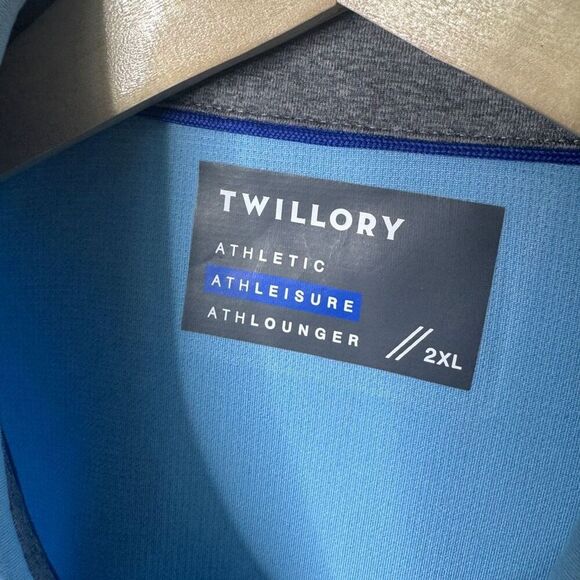 TWILLORY
ATHLETIC
ATHLEISURE
ATHLOUNGER
// 2XL